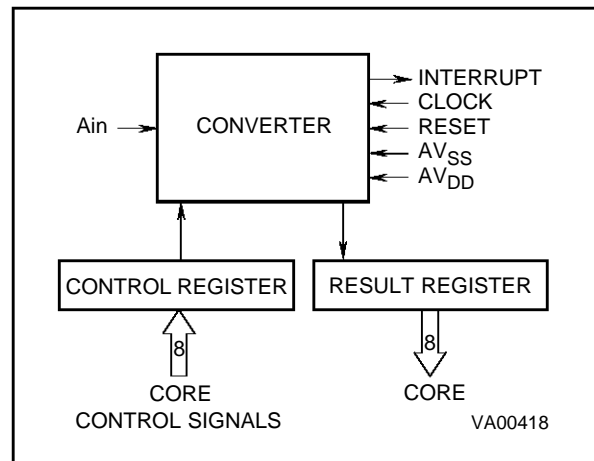 INTERRUPT
CLOCK
Ain
CONVERTER
RESET
AVSS
AVDD
CONTROL REGISTER
RESULT REGISTER
8
8
CORE
CONTROL SIGNALS
CORE
VA00418